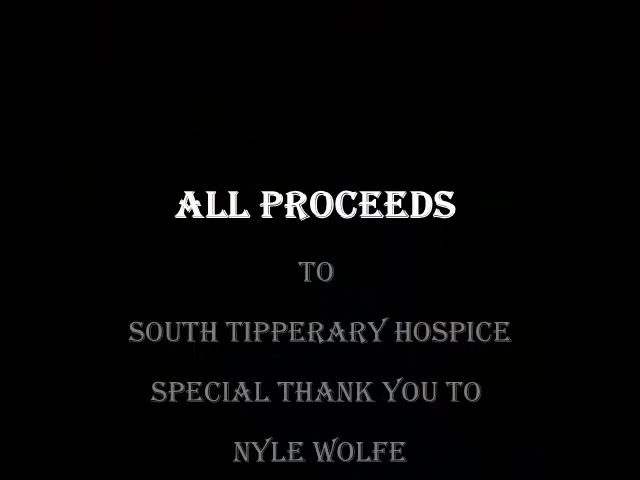 ALL PROCEEDS
TO
SOUTH TIPPERARY HOSPICE
SPECIAL THANK YOU TO
NYLE WOLFE